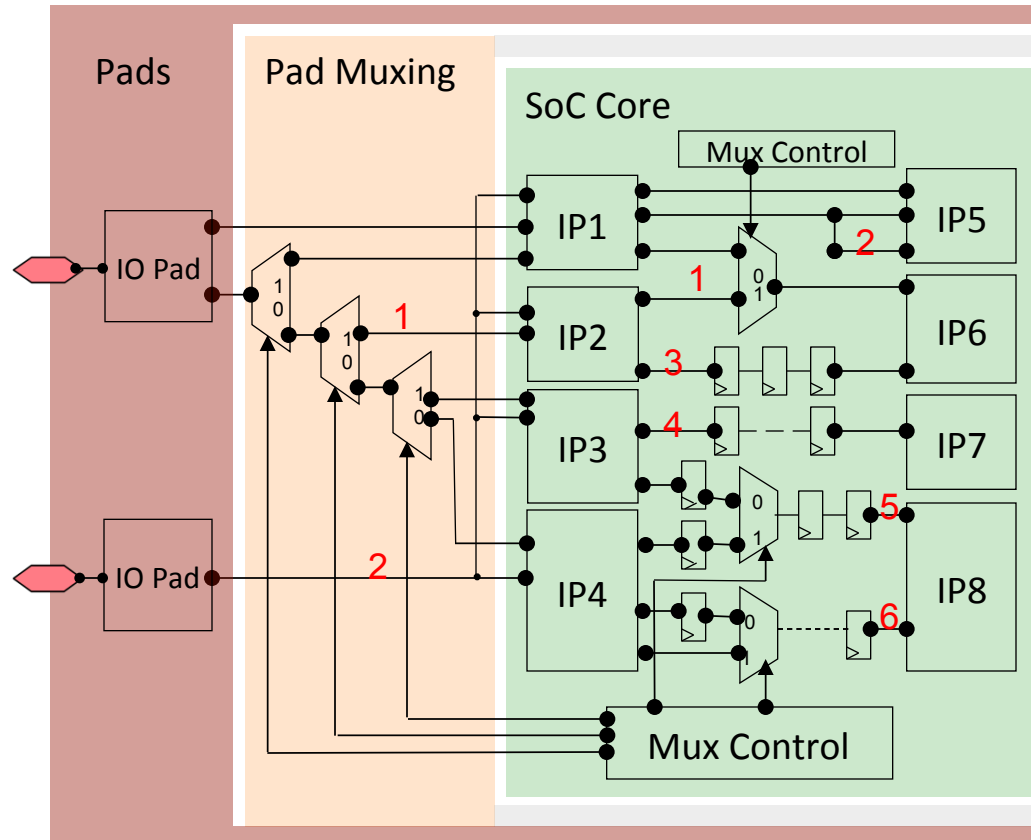 Pads
Pad Muxing
SoC Core
Mux Control
IP1
IP5
2
IO Pad
1
0
1
0
1
1
IP2
0
1
IP6
3
1
0
IP3
4
IP7
0
1
5
IO Pad
2
IP4
0
1
6
IP8
Mux Control